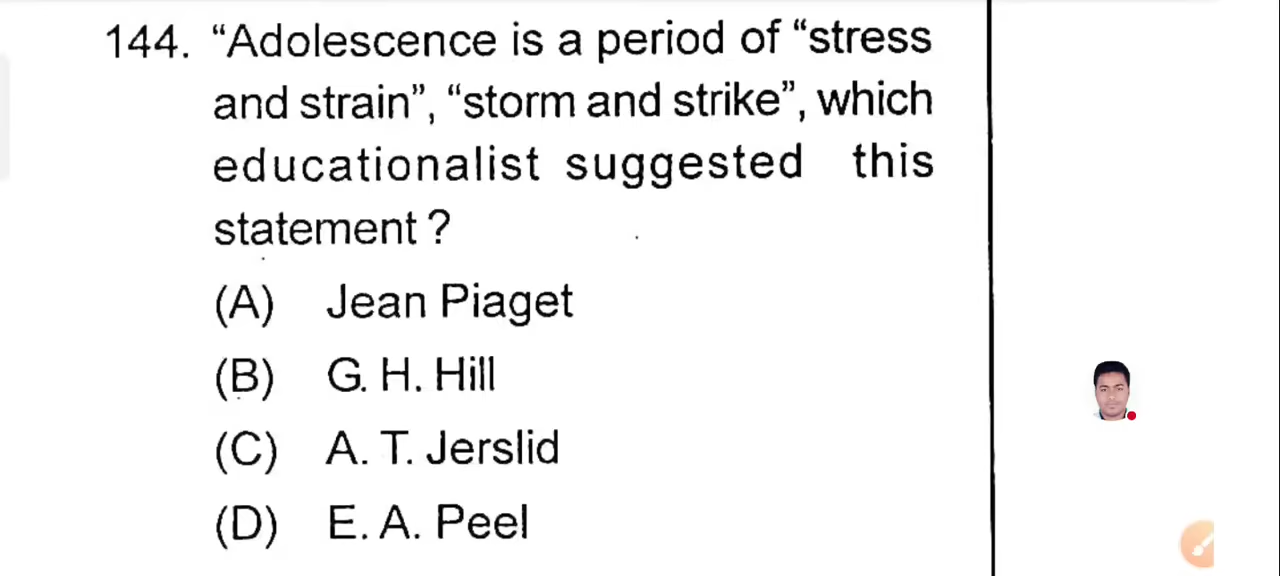 144. “Adolescence is a period of “stress
and strain”, “storm and strike”, which
educationalist suggested this
statement ?
(A) Jean Piaget
(B) G. H. Hill
(C) A. T. Jerslid
(D) E. A. Peel